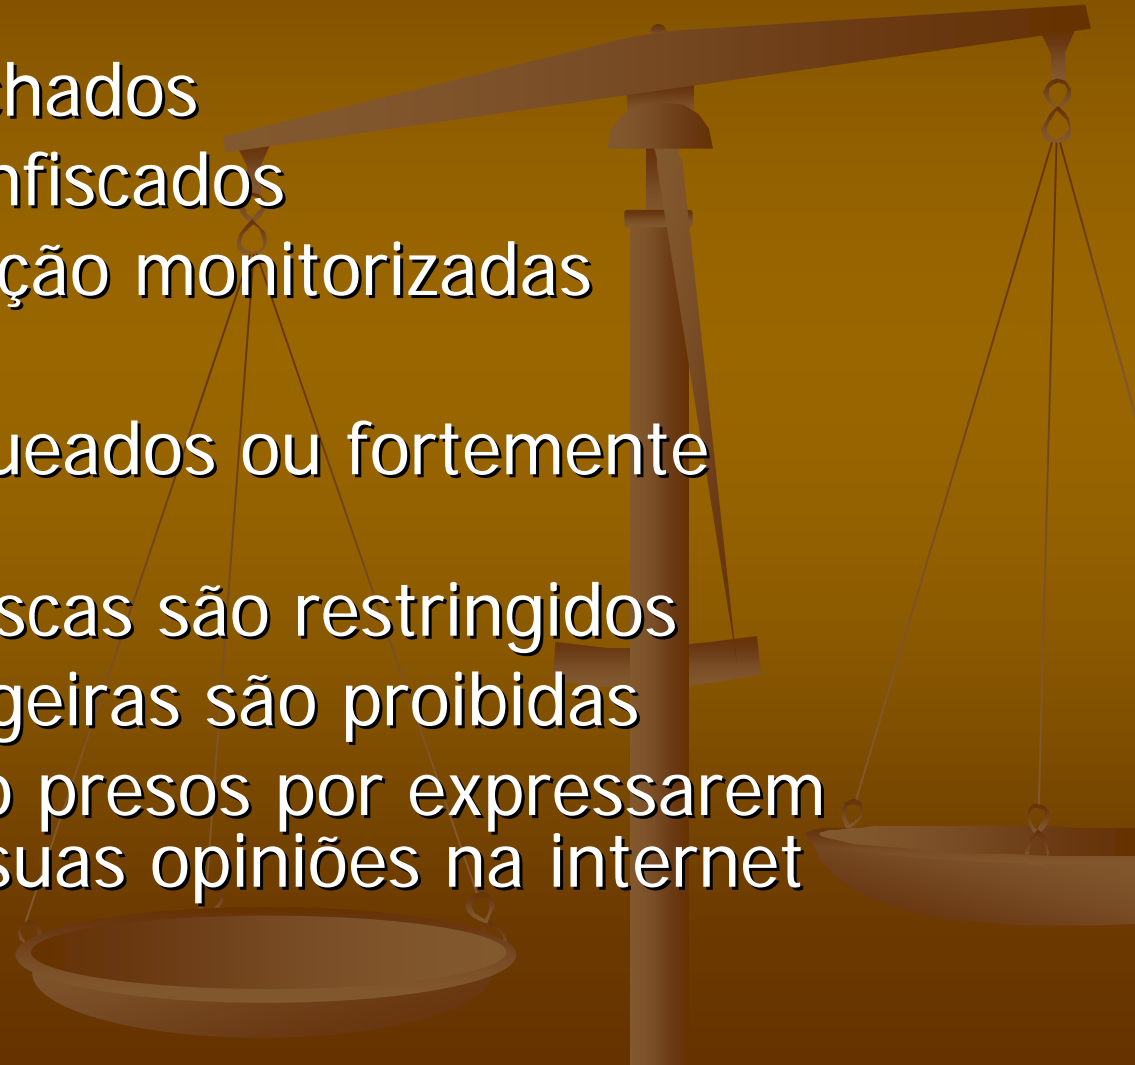 chados
nfiscados
ção monitorizadas
ueados ou fortemente
scas são restringidos
geiras são proibidas
o presos por expressarem
suas opiniões na internet